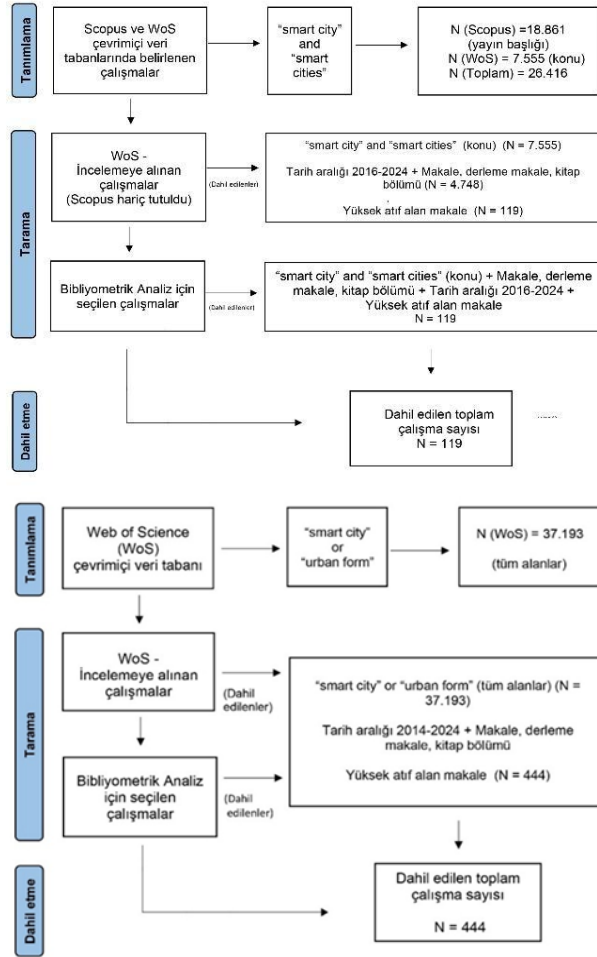 Tanımlama
Scopus ve WoS
çevrimiçi veri
tabanlarında belirlenen
çalışmalar
“smart city”
and
“smart
cities”
N (Scopus) =18.861
(yayın başlığı)
N (WoS) = 7.555 (konu)
N (Toplam) = 26.416
Tarama
WoS -
İncelemeye alınan
çalışmalar
(Scopus hariç tutuldu)
(Dahil edilenler)
“smart city” and “smart cities” (konu) (N = 7.555)
Tarih aralığı 2016-2024 + Makale, derleme makale, kitap
bölümü (N = 4.748)
Yüksek atıf alan makale (N = 119)
Bibliyometrik Analiz için
seçilen çalışmalar
(Dahil edilenler)
“smart city” and “smart cities” (konu) + Makale, derleme
makale, kitap bölümü + Tarih aralığı 2016-2024 +
Yüksek atıf alan makale
N = 119
Dahil etme
Dahil edilen toplam
çalışma sayısı
N = 119
Tanımlama
Web of Science
(WoS)
çevrimiçi veri tabanı
“smart city”
or
“urban form”
N (WoS) = 37.193
(tüm alanlar)
Tarama
WoS -
İncelemeye alınan
çalışmalar
(Dahil
edilenler)
“smart city” or “urban form” (tüm alanlar) (N =
37.193)
Tarih aralığı 2014-2024 + Makale, derleme
makale, kitap bölümü
Yüksek atıf alan makale (N = 444)
Bibliyometrik Analiz
için seçilen
çalışmalar
(Dahil
edilenler)
Dahil etme
Dahil edilen toplam
çalışma sayısı
N = 444